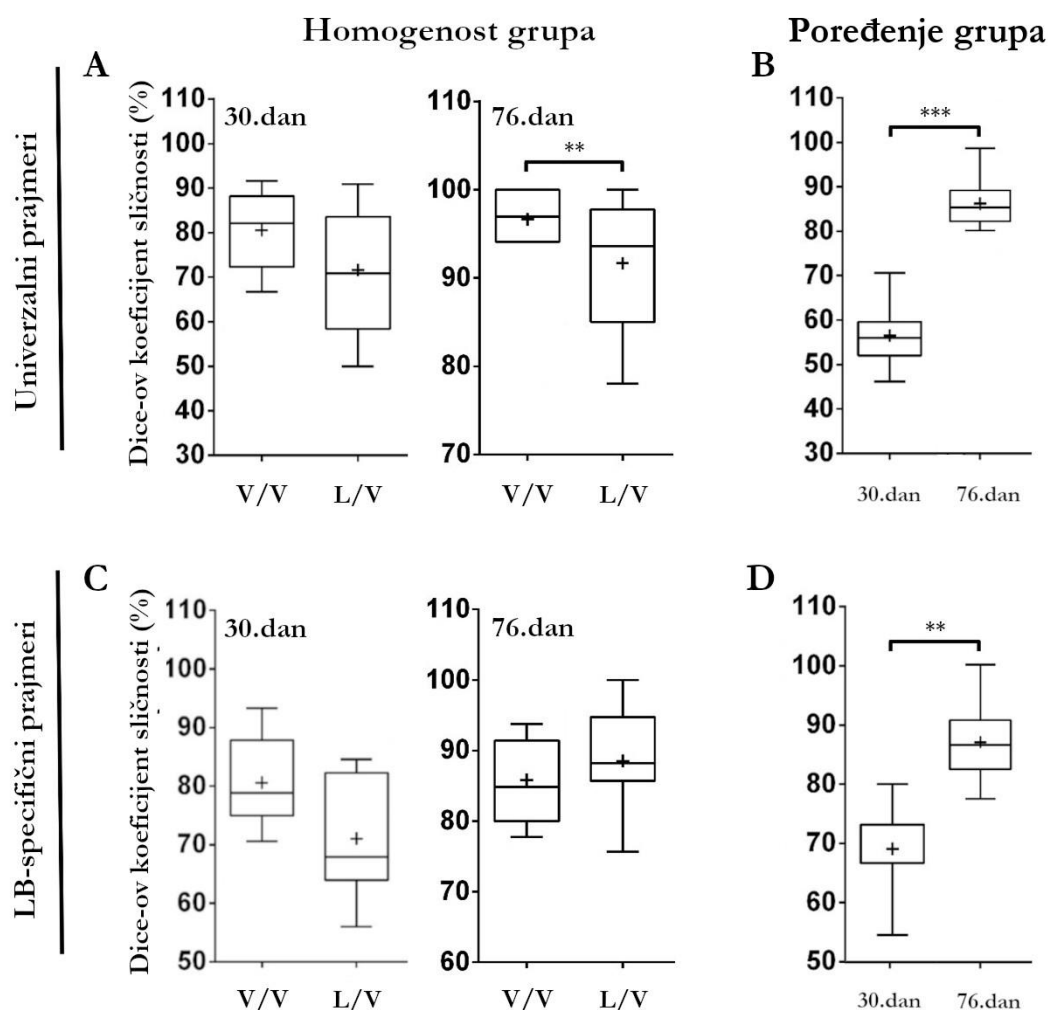 Homogenost grupa
Poređenje grupa
Univerzalni prajmeri
A
Dice-ov koeficijent sličnosti (%)
110
100
90
80
70
60
50
40
30
30.dan
V/V
L/V
110
100
90
80
70
76.dan
**
V/V
L/V
B
110
100
90
80
70
60
50
40
30
***
30.dan
76.dan
LB-specifični prajmeri
C
Dice-ov koeficijent sličnosti (%)
110
100
90
80
70
60
50
30.dan
V/V
L/V
110
100
90
80
70
60
76.dan
V/V
L/V
D
110
100
90
80
70
60
50
**
30.dan
76.dan